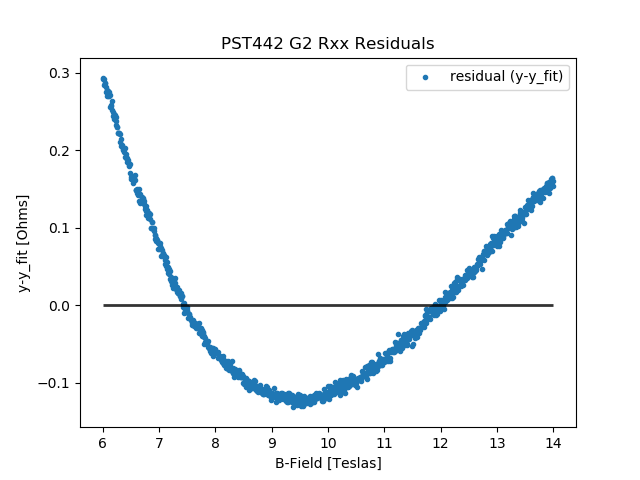 PST442 G2 Rxx Residuals
residual (y-y_fit)
y-y_fit [Ohms]
0.3
0.2
0.1
0.0
−0.1
6 7 8 9 10 11 12 13 14
B-Field [Teslas]